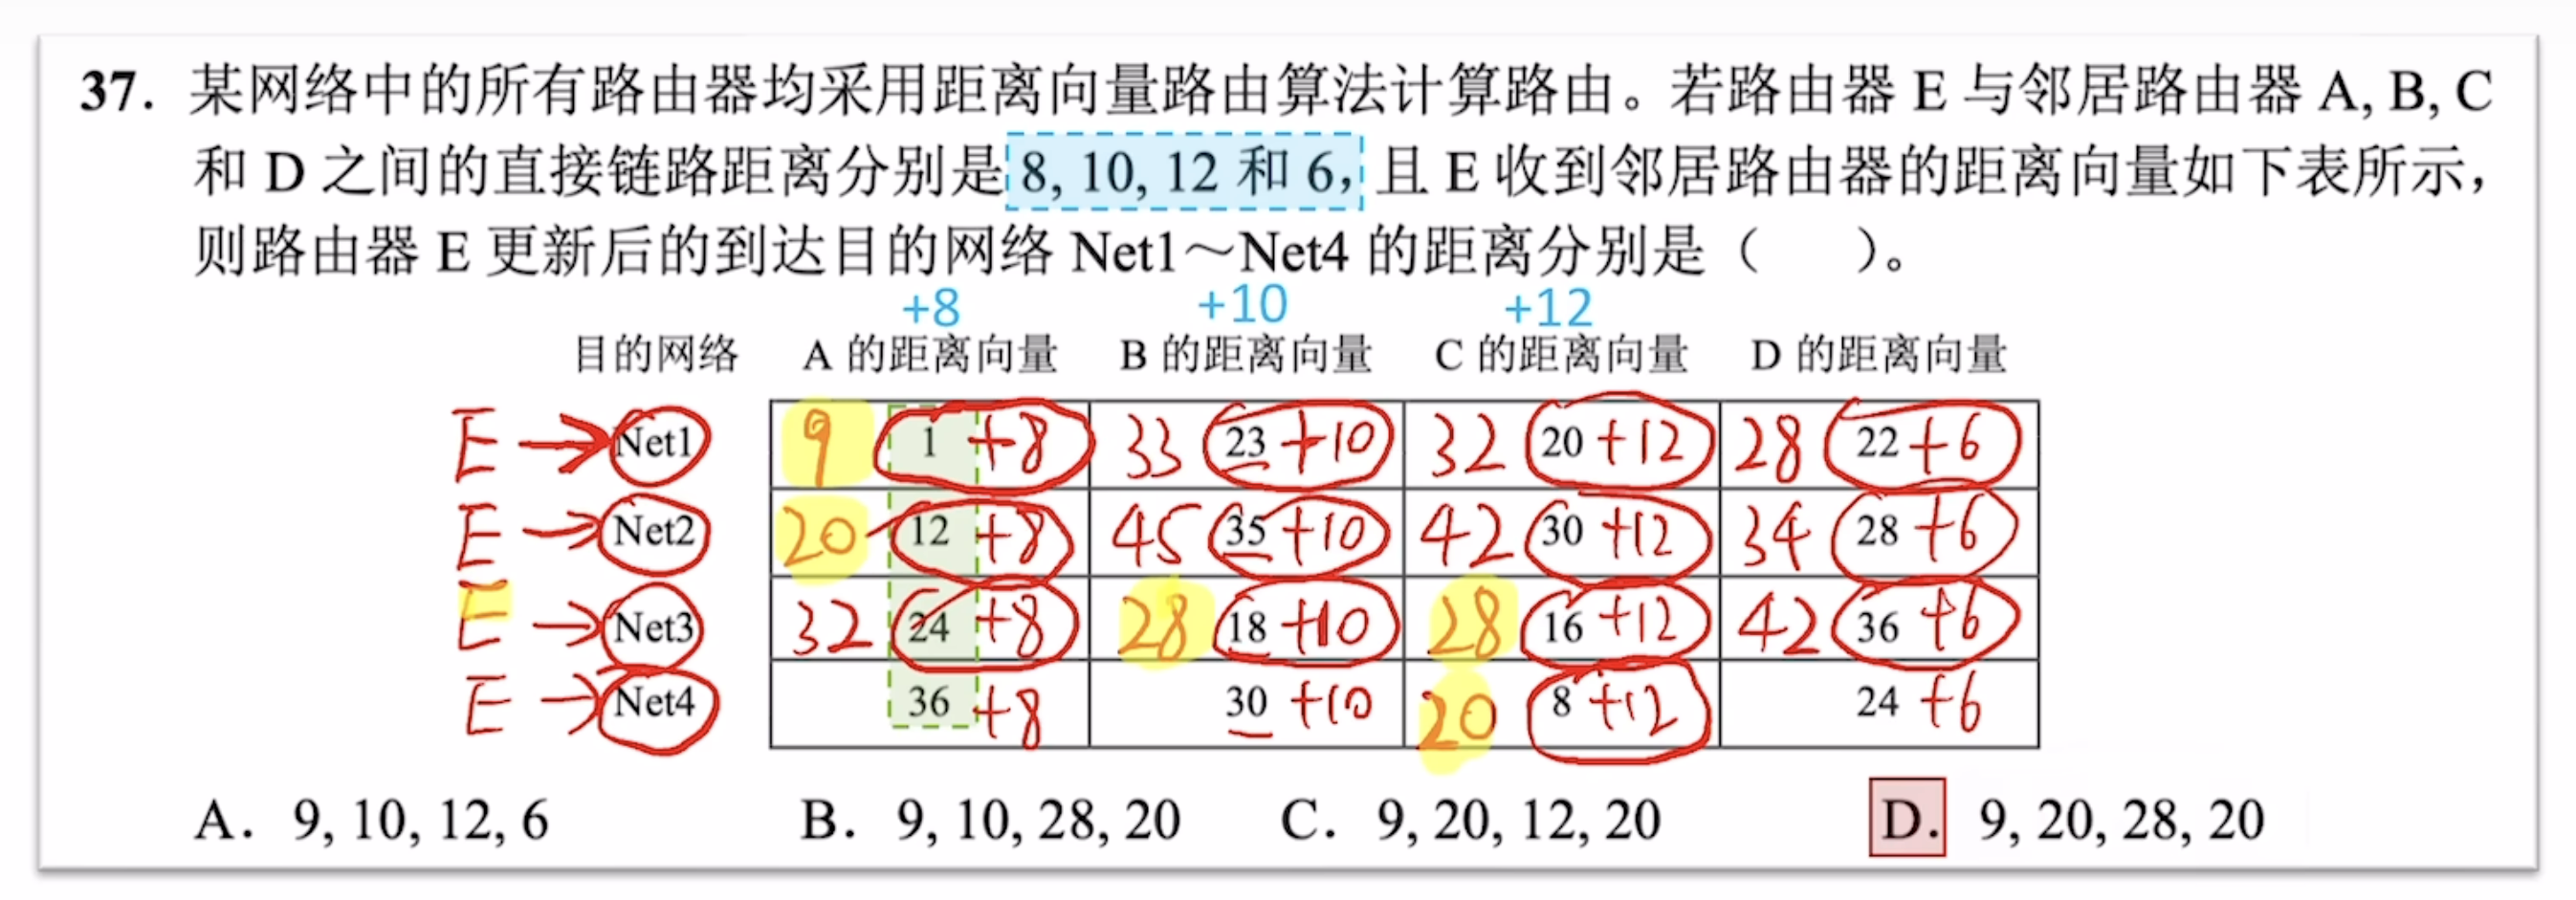 37. 某网络中的所有路由器均采用距离向量路由算法计算路由。若路由器 E 与邻居路由器 A, B, C
和 D 之间的直接链路距离分别是 8, 10, 12 和 6，且 E 收到邻居路由器的距离向量如下表所示，
则路由器 E 更新后的到达目的网络 Net1～Net4 的距离分别是（ ）。
+8 +10 +12
目的网络 A 的距离向量 B 的距离向量 C 的距离向量 D 的距离向量
E → Net1 9 1 +8 33 23 +10 32 20 +12 28 22 +6
E → Net2 20 12 +8 45 35 +10 42 30 +12 34 28 +6
E → Net3 32 24 +8 28 18 +10 28 16 +12 42 36 +6
E → Net4 36 +8 30 +10 20 8 +12 24 +6
A. 9, 10, 12, 6 B. 9, 10, 28, 20 C. 9, 20, 12, 20 D. 9, 20, 28, 20